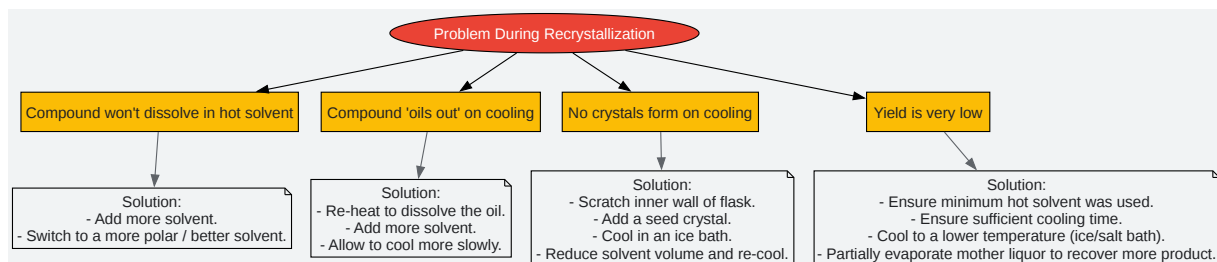 Problem During Recrystallization
Compound won't dissolve in hot solvent
Compound 'oils out' on cooling
No crystals form on cooling
Yield is very low
Solution:
- Add more solvent.
- Switch to a more polar / better solvent.
Solution:
- Re-heat to dissolve the oil.
- Add more solvent.
- Allow to cool more slowly.
Solution:
- Scratch inner wall of flask.
- Add a seed crystal.
- Cool in an ice bath.
- Reduce solvent volume and re-cool.
Solution:
- Ensure minimum hot solvent was used.
- Ensure sufficient cooling time.
- Cool to a lower temperature (ice/salt bath).
- Partially evaporate mother liquor to recover more product.